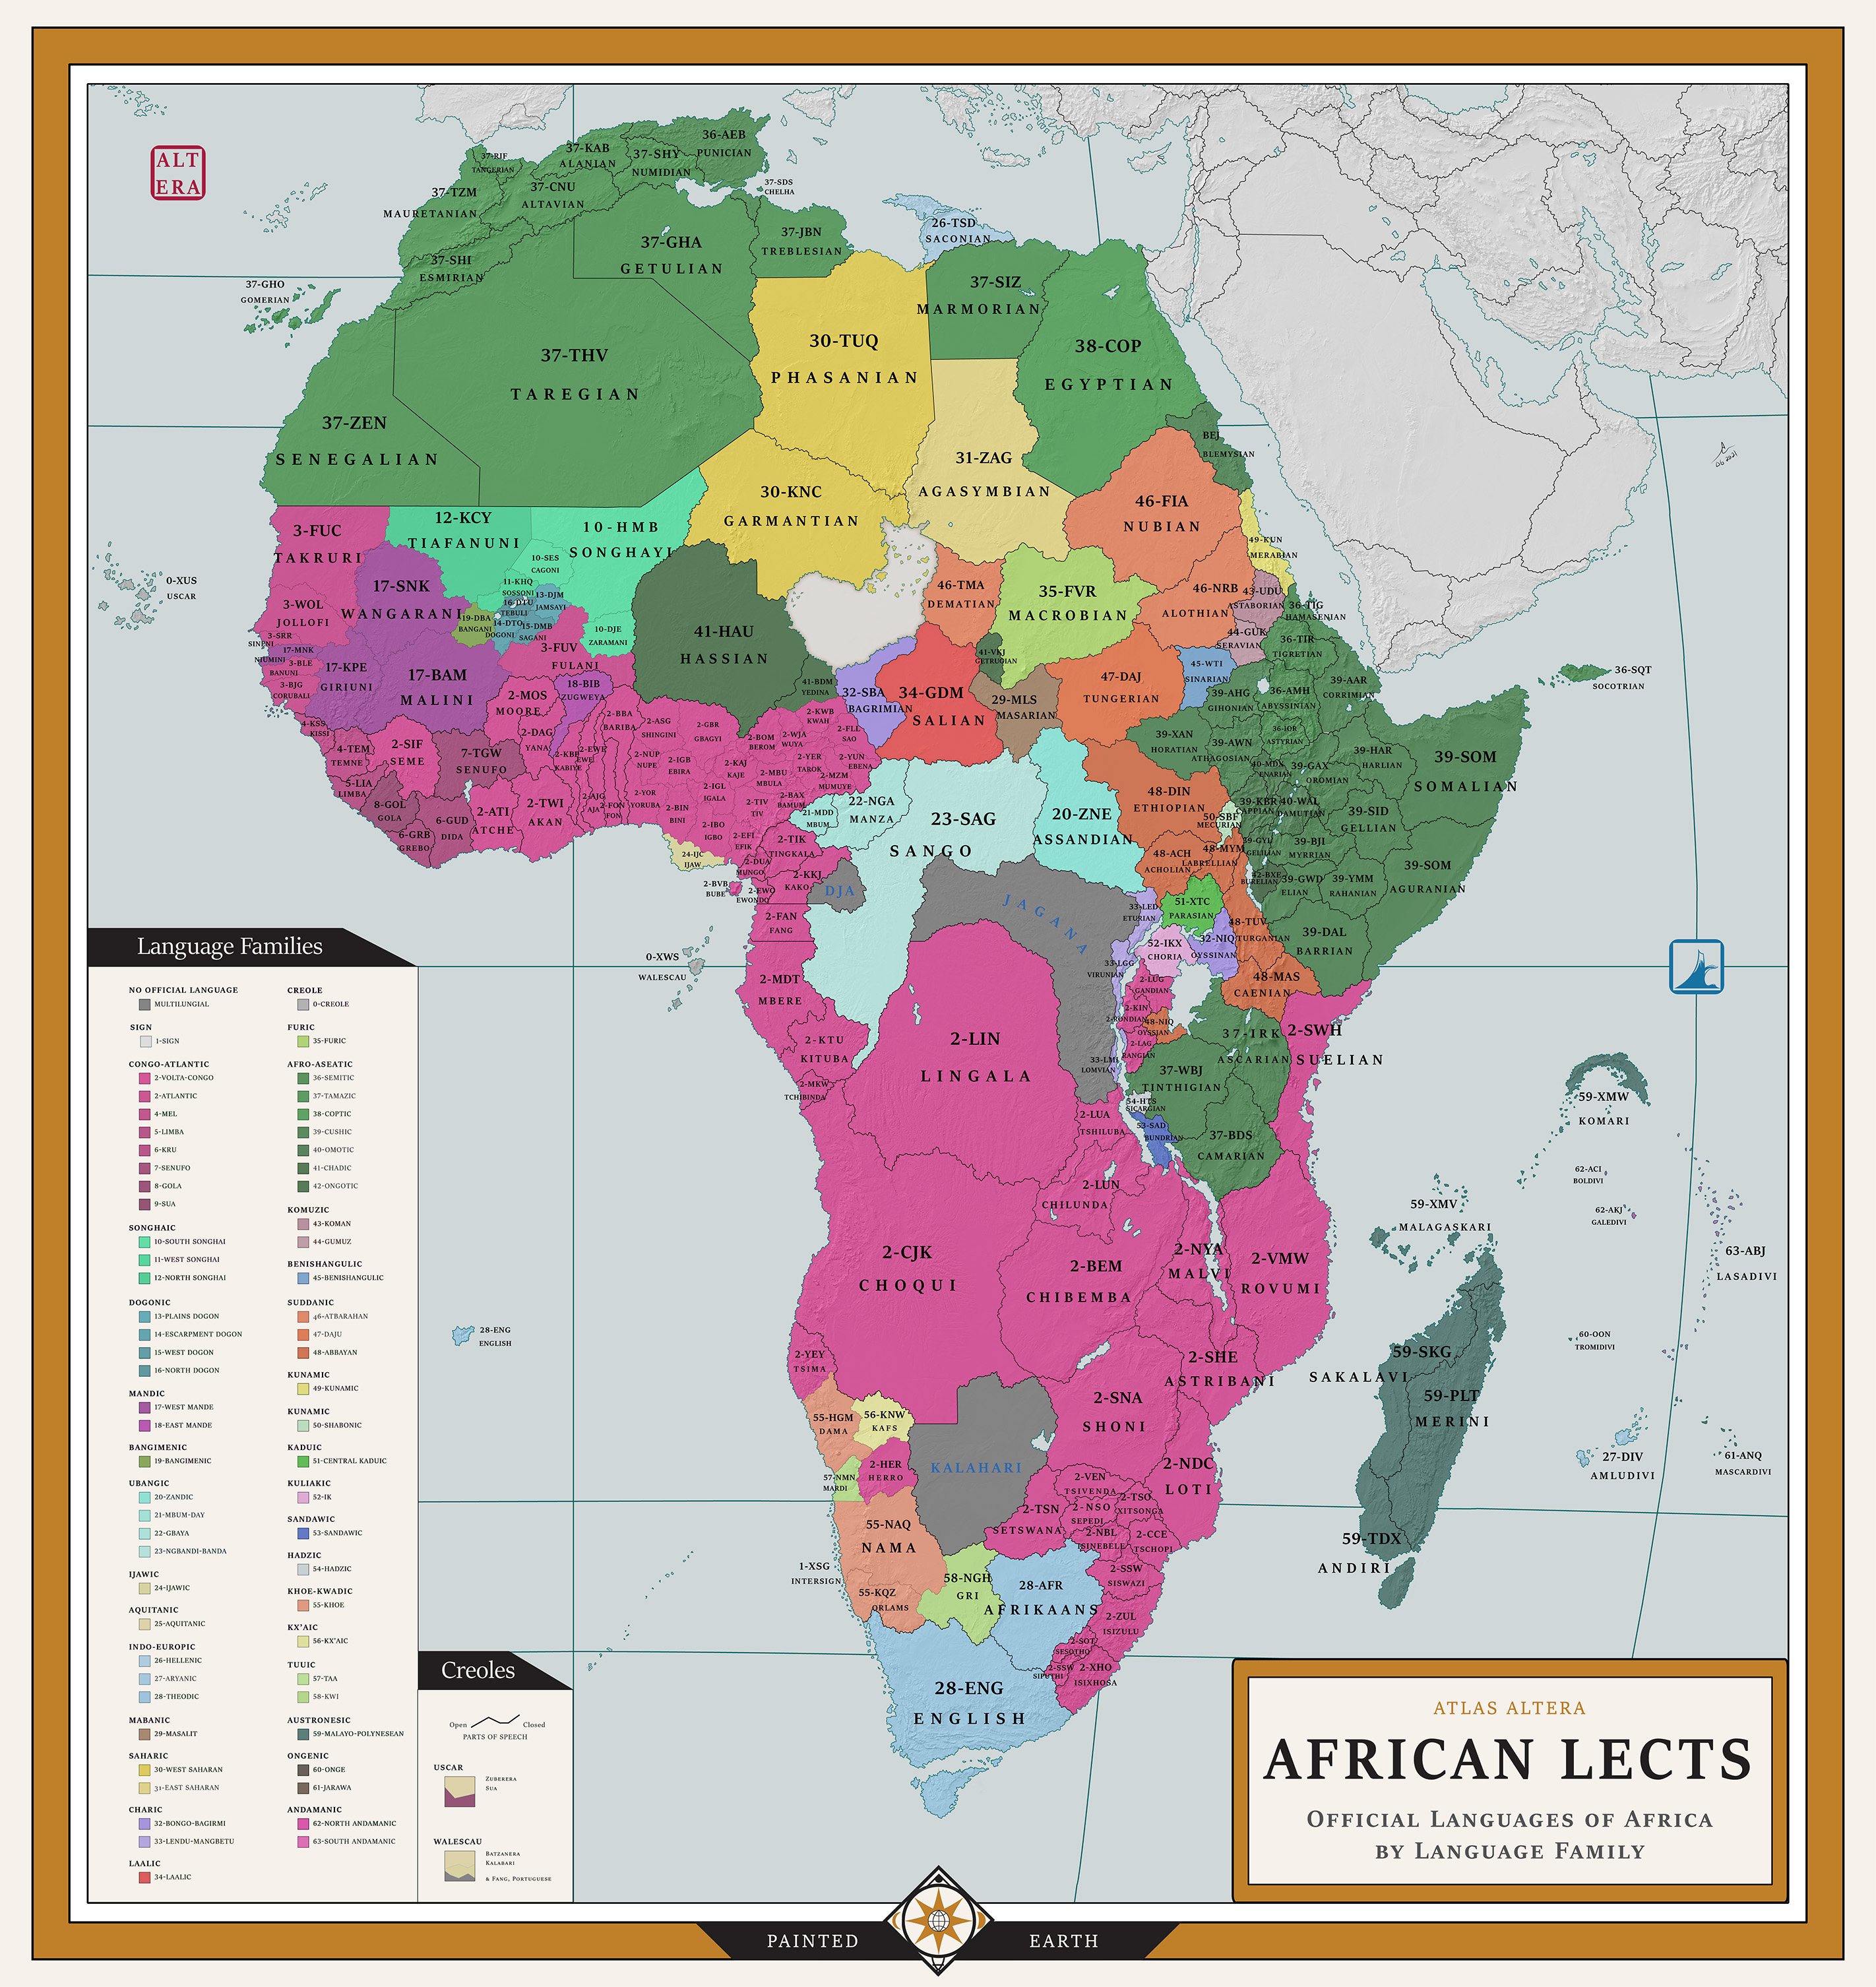 ALT
ERA
37-RIF
TANGERIAN
37-KAB
ALANIAN
37-SHY
NUMIDIAN
36-AEB
PUNICIAN
37-TZM
MAURETANIAN
37-CNU
ALTAVIAN
37-SDS
CHELHA
37-SHI
ESMIRIAN
37-GHA
GETULIAN
37-JBN
TREBLESIAN
26-TSD
SACONIAN
37-GHO
GOMERIAN
37-SIZ
MARMORIAN
37-THV
TAREGIAN
30-TUQ
PHASANIAN
38-COP
EGYPTIAN
37-ZEN
SENEGALIAN
BEJ
BLEMYSIAN
31-ZAG
AGASYMBIAN
30-KNC
GARMANTIAN
46-FIA
NUBIAN
3-FUC
TAKRURI
12-KCY
TIAFANUNI
10-HMB
SONGHAYI
10-SES
CAGONI
11-KHQ
SOSSONI
49-KUN
MERABIAN
0-XUS
USCAR
17-SNK
WANGARANI
13-DJM
JAMSAYI
16-DTU
TEBULI
19-DBA
BANGANI
14-DTO
DOGONI
15-DMB
SAGANI
10-DJE
ZARAMANI
46-TMA
DEMATIAN
35-FVR
MACROBIAN
46-NRB
ALOTHIAN
43-UDU
ASTABORIAN
36-TIG
HAMASENIAN
3-WOL
JOLLOFI
3-SRR
SINENI
17-MNK
NIUMINI
3-BLE
BANUNI
3-BJG
CORUBALI
17-KPE
GIRIUNI
17-BAM
MALINI
3-FUV
FULANI
18-BIB
ZUGWEYA
41-HAU
HASSIAN
41-VKJ
GETRUGIAN
44-GUK
SERAVIAN
36-TIR
TIGRETIAN
36-SQT
SOCOTRIAN
41-BDM
YEDINA
32-SBA
BAGRIMIAN
34-GDM
SALIAN
29-MLS
MASARIAN
47-DAJ
TUNGERIAN
45-WTI
SINARIAN
39-AHG
GIHONIAN
36-AMH
ABYSSINIAN
39-AAR
CORRIMIAN
2-MOS
MOORE
4-KSS
KISSI
4-TEM
TEMNE
2-SIF
SEME
7-TGW
SENUFO
2-DAG
YANA
2-KBP
KABIYE
2-EWE
EWE
2-BBA
BARIBA
2-ASG
SHINGINI
2-GBR
GBAGYI
2-KWB
KWAH
2-FLL
SAO
2-BOM
BEROM
2-WJA
WUYA
2-YER
TAROK
2-YUN
EBENA
2-NUP
NUPE
2-IGB
EBIRA
2-KAJ
KAJE
2-MBU
MBULA
2-MZM
MUMUYE
5-LIA
LIMBA
8-GOL
GOLA
6-GRB
GREBO
6-GUD
DIDA
2-ATI
ATCHE
2-TWI
AKAN
2-AJG
AJA
2-FON
FON
2-YOR
YORUBA
2-BIN
BINI
2-IGL
IGALA
2-IBO
IGBO
2-TIV
TIV
2-BAX
BAMUM
2-EFI
EFIK
24-IJC
IJAW
21-MDD
MBUM
22-NGA
MANZA
23-SAG
SANGO
20-ZNE
ASSANDIAN
39-XAN
HORATIAN
39-AWN
ATHAGOSIAN
36-IOR
ASTYRIAN
40-MDX
ENARIAN
39-GAX
OROMIAN
39-HAR
HARLIAN
39-SOM
SOMALIAN
48-DIN
ETHIOPIAN
39-KBR
APPIAN
40-WAL
DAMUTIAN
50-SBF
MECURIAN
39-SID
GELLIAN
39-GYL
GELILIAN
39-BJI
MYRRIAN
48-ACH
ACHOLIAN
48-MYM
LABRELLIAN
42-BXE
BURELIAN
39-GWD
ELIAN
39-YMM
RAHANIAN
39-SOM
AGURANIAN
2-BVB
BUBE
2-DUA
MUNGO
2-TIK
TINGKALA
2-EWO
EWONDO
2-KKJ
KAKO
DJA
2-FAN
FANG
JAGANA
33-LED
ETURIAN
51-XTC
PARASIAN
52-IKX
CHORIA
32-NIQ
OYSSINAN
48-TUV
TURGANIAN
39-DAL
BARRIAN
0-XWS
WALESCAU
2-MDT
MBERE
33-LGG
VIRUNIAN
2-LUG
GANDIAN
48-MAS
CAENIAN
2-KIN
2-RUNDIAN
48-NIQ
OYSSIAN
2-LAG
RANGIAN
37-IRK
ASCARIAN
2-SWH
SUELIAN
2-KTU
KITUBA
2-MKW
TCHIBINDA
2-LIN
LINGALA
33-LMI
LOMVIAN
37-WBJ
TINTHIGIAN
54-HTS
SICARGIAN
53-SAD
BUNDRIAN
37-BDS
CAMARIAN
2-LUA
TSHILUBA
59-XMW
KOMARI
62-ACI
BOLDIVI
62-AKJ
GALEDIVI
59-XMV
MALAGASKARI
63-ABJ
LASADIVI
2-LUN
CHILUNDA
2-CJK
CHOQUI
2-BEM
CHIBEMBA
2-NYA
MALVI
2-VMW
ROVUMI
28-ENG
ENGLISH
60-OON
TROMIDIVI
2-YEY
TSIMA
2-SHE
ASTRIBANI
59-SKG
SAKALAVI
59-PLT
MERINI
2-SNA
SHONI
55-HGM
DAMA
56-KNW
KAFS
57-NMN
MARDI
2-HER
HERRO
KALAHARI
2-NDC
LOTI
27-DIV
AMLUDIVI
61-ANQ
MASCARDIVI
2-VEN
TSIVENDA
2-TSN
SETSWANA
2-NSO
SEPEDI
2-TSO
XITSONGA
2-NBL
ISINEBELE
2-CCE
TSCHOPI
59-TDX
ANDIRI
55-NAQ
NAMA
1-XSG
INTERSIGN
55-KQZ
ORLAMS
58-NGH
GRI
28-AFR
AFRIKAANS
2-SSW
SISWAZI
2-ZUL
ISIZULU
2-SOT
SESOTHO
2-SSW
SIPUTHI
2-XHO
ISIXHOSA
28-ENG
ENGLISH
Language Families
NO OFFICIAL LANGUAGE
MULTILUNGIAL
SIGN
1-SIGN
CONGO-ATLANTIC
2-VOLTA-CONGO
2-ATLANTIC
4-MEL
5-LIMBA
6-KRU
7-SENUFO
8-GOLA
9-SUA
SONGHAIC
10-SOUTH SONGHAI
11-WEST SONGHAI
12-NORTH SONGHAI
DOGONIC
13-PLAINS DOGON
14-ESCARPMENT DOGON
15-WEST DOGON
16-NORTH DOGON
MANDIC
17-WEST MANDE
18-EAST MANDE
BANGIMENIC
19-BANGIMENIC
UBANGIC
20-ZANDIC
21-MBUM-DAY
22-GBAYA
23-NGBANDI-BANDA
IJAWIC
24-IJAWIC
AQUITANIC
25-AQUITANIC
INDO-EUROPIC
26-HELLENIC
27-ARYANIC
28-THEODIC
MABANIC
29-MASALIT
SAHARIC
30-WEST SAHARAN
31-EAST SAHARAN
CHARIC
32-BONGO-BAGIRMI
33-LENDU-MANGBETU
LAALIC
34-LAALIC
CREOLE
0-CREOLE
FURIC
35-FURIC
AFRO-ASEATIC
36-SEMITIC
37-TAMAZIC
38-COPTIC
39-CUSHIC
40-OMOTIC
41-CHADIC
42-ONGOTIC
KOMUZIC
43-KOMAN
44-GUMUZ
BENISHANGULIC
45-BENISHANGULIC
SUDDANIC
46-ATBARAHAN
47-DAJU
48-ABBAYAN
KUNAMIC
49-KUNAMIC
KUNAMIC
50-SHABONIC
KADUIC
51-CENTRAL KADUIC
KULIAKIC
52-IK
SANDAWIC
53-SANDAWIC
HADZIC
54-HADZIC
KHOE-KWADIC
55-KHOE
KX'AIC
56-KX'AIC
TUUIC
57-TAA
58-KWI
AUSTRONESIC
59-MALAYO-POLYNESEAN
ONGENIC
60-ONGE
61-JARAWA
ANDAMANIC
62-NORTH ANDAMANIC
63-SOUTH ANDAMANIC
Creoles
Open Closed
PARTS OF SPEECH
USCAR
ZUBERERA
SUA
WALESCAU
BATZANERA
KALABARI
& FANG, PORTUGUESE
ATLAS ALTERA
AFRICAN LECTS
OFFICIAL LANGUAGES OF AFRICA
BY LANGUAGE FAMILY
PAINTED EARTH